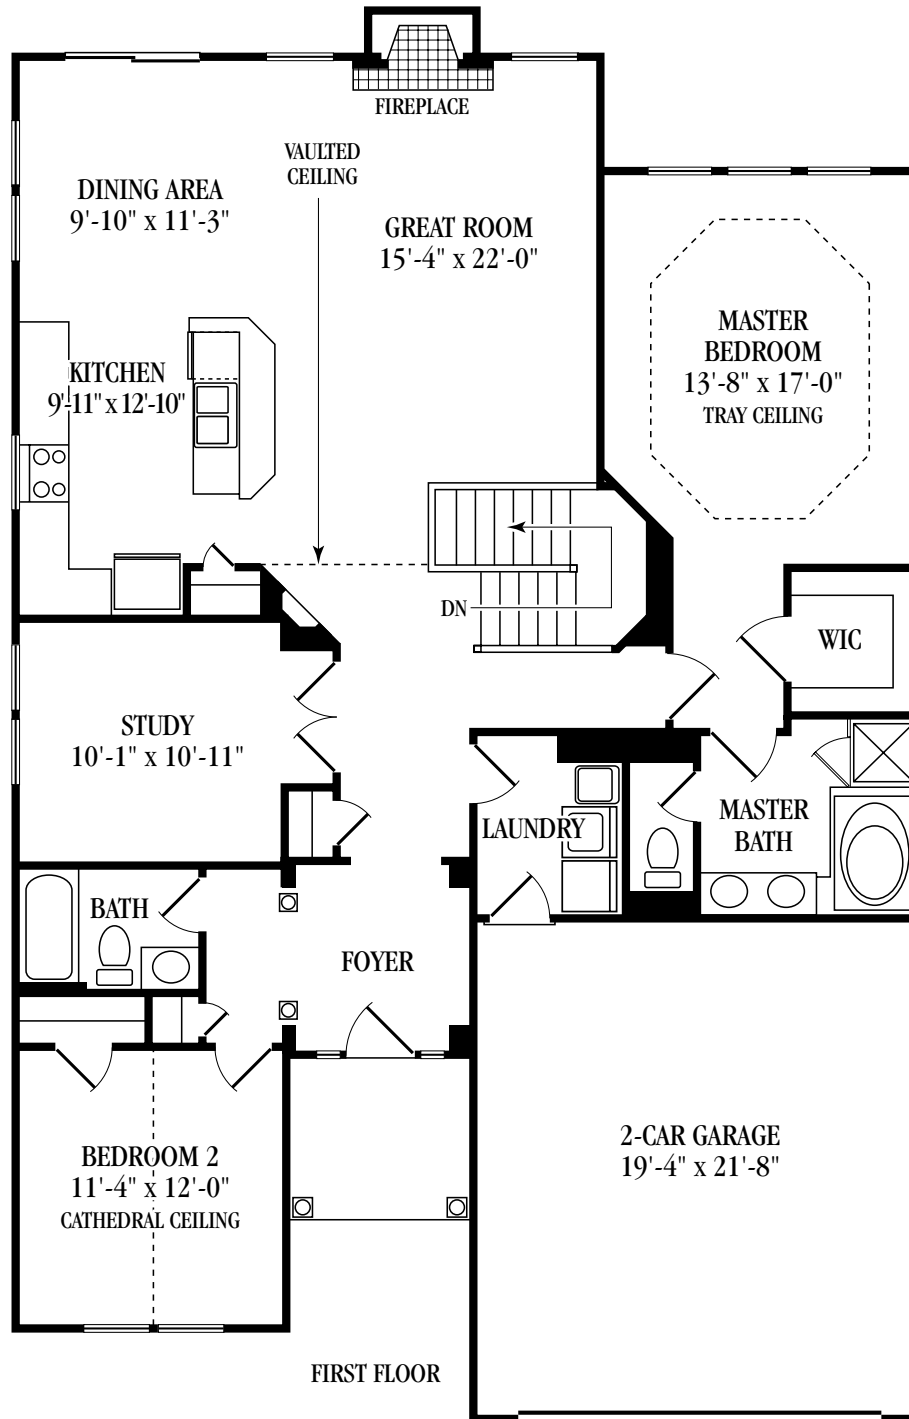 FIREPLACE
VAULTED
CEILING
DINING AREA
9'-10" x 11'-3"
GREAT ROOM
15'-4" x 22'-0"
MASTER
BEDROOM
13'-8" x 17'-0"
TRAY CEILING
KITCHEN
9'-11" x 12'-10"
DN
WIC
STUDY
10'-1" x 10'-11"
LAUNDRY
MASTER
BATH
BATH
FOYER
BEDROOM 2
11'-4" x 12'-0"
CATHEDRAL CEILING
2-CAR GARAGE
19'-4" x 21'-8"
FIRST FLOOR